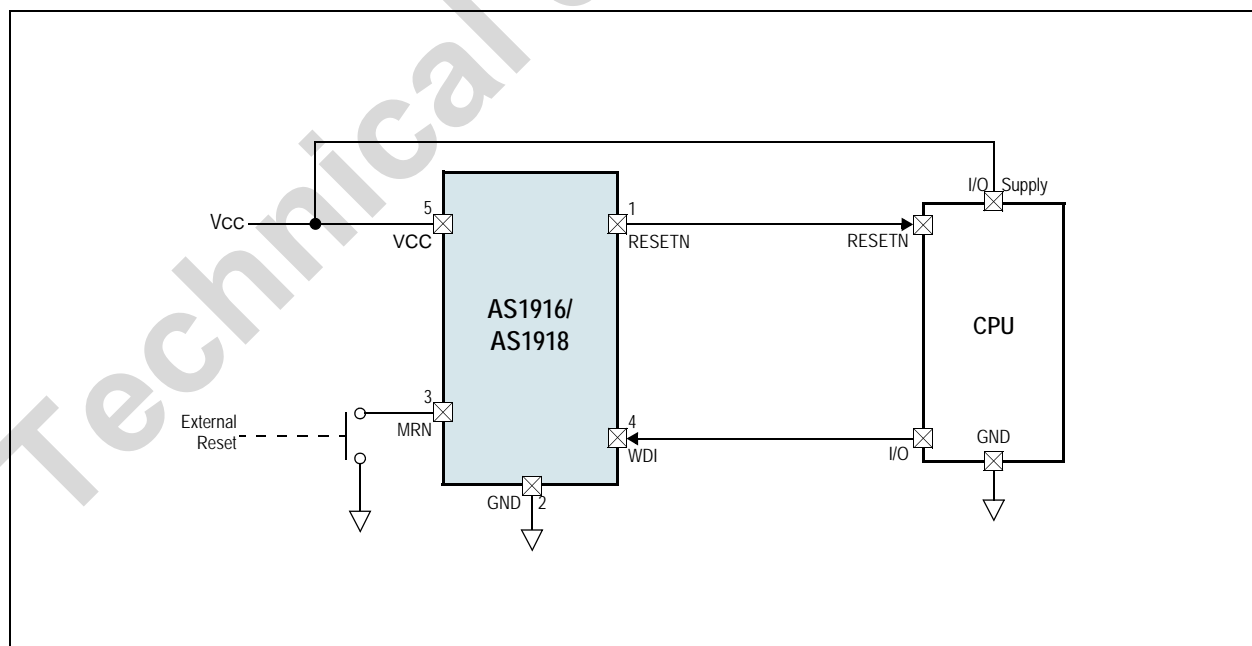 Technical
I/O Supply
Vcc
5
VCC
1
RESETN
RESETN
AS1916/
AS1918
CPU
External
Reset
3
MRN
4
WDI
I/O
GND
GND 2